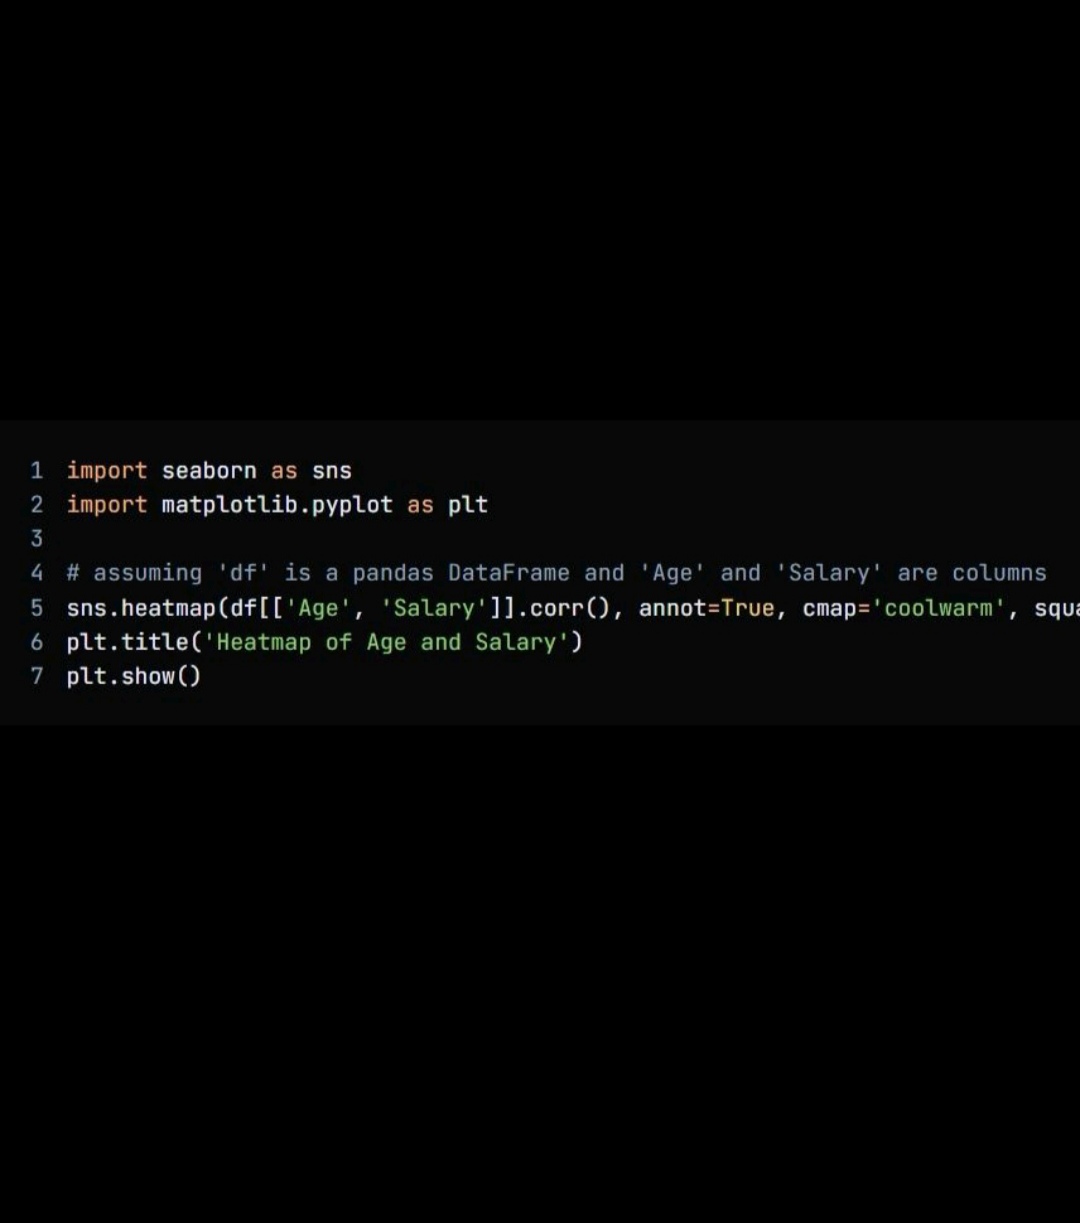 1 import seaborn as sns
2 import matplotlib.pyplot as plt
3
4 # assuming 'df' is a pandas DataFrame and 'Age' and 'Salary' are columns
5 sns.heatmap(df[['Age', 'Salary']].corr(), annot=True, cmap='coolwarm',
6 plt.title('Heatmap of Age and Salary')
7 plt.show()